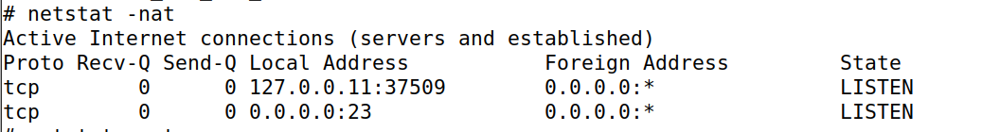 # netstat -nat
Active Internet connections (servers and established)
Proto Recv-Q Send-Q Local Address           Foreign Address         State
tcp        0      0 127.0.0.11:37509        0.0.0.0:*               LISTEN
tcp        0      0 0.0.0.0:23              0.0.0.0:*               LISTEN